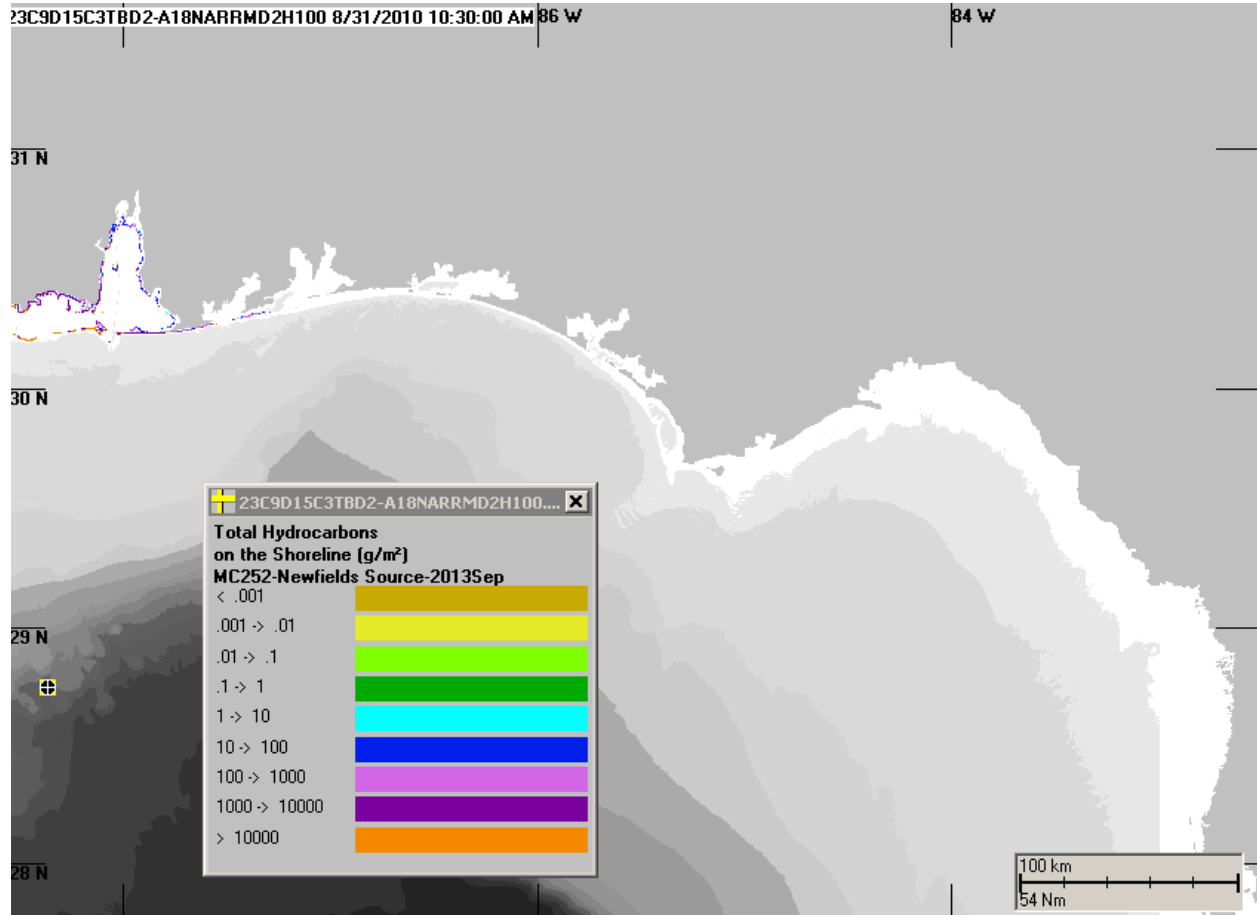 23C9D15C3TBD2-A18NARRMD2H100 8/31/2010 10:30:00 AM
86 W
84 W
31 N
30 N
29 N
28 N
23C9D15C3TBD2-A18NARRMD2H100....
Total Hydrocarbons
on the Shoreline (g/m²)
MC252-Newfields Source-2013Sep
< .001
.001 -> .01
.01 -> .1
.1 -> 1
1 -> 10
10 -> 100
100 -> 1000
1000 -> 10000
> 10000
100 km
54 Nm